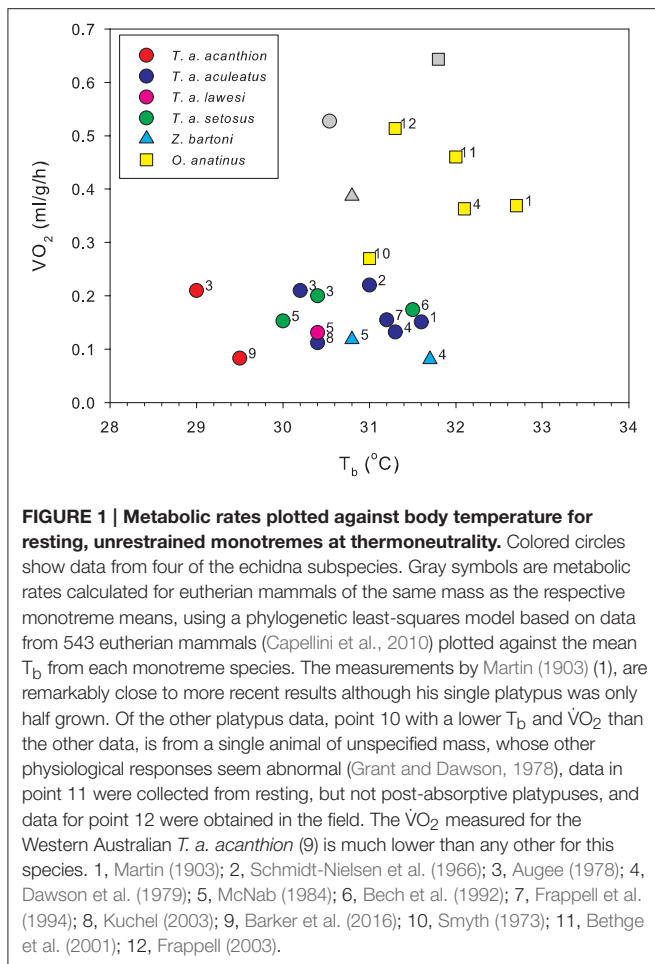 0.7
0.6
0.5
0.4
0.3
0.2
0.1
0.0
VO2 (ml/g/h)
T. a. acanthion
T. a. aculeatus
T. a. lawesi
T. a. setosus
Z. bartoni
O. anatinus
12
11
4
1
10
3
3
3
2
6
5
5
8
7
4
1
9
5
4
28 29 30 31 32 33 34
Tb (°C)
FIGURE 1 | Metabolic rates plotted against body temperature for
resting, unrestrained monotremes at thermoneutrality. Colored circles
show data from four of the echidna subspecies. Gray symbols are metabolic
rates calculated for eutherian mammals of the same mass as the respective
monotreme means, using a phylogenetic least-squares model based on data
from 543 eutherian mammals (Capellini et al., 2010) plotted against the mean
Tb from each monotreme species. The measurements by Martin (1903) (1), are
remarkably close to more recent results although his single platypus was only
half grown. Of the other platypus data, point 10 with a lower Tb and V̇O2 than
the other data, is from a single animal of unspecified mass, whose other
physiological responses seem abnormal (Grant and Dawson, 1978), data in
point 11 were collected from resting, but not post-absorptive platypuses, and
data for point 12 were obtained in the field. The V̇O2 measured for the
Western Australian T. a. acanthion (9) is much lower than any other for this
species. 1, Martin (1903); 2, Schmidt-Nielsen et al. (1966); 3, Augee (1978); 4,
Dawson et al. (1979); 5, McNab (1984); 6, Bech et al. (1992); 7, Frappell et al.
(1994); 8, Kuchel (2003); 9, Barker et al. (2016); 10, Smyth (1973); 11, Bethge
et al. (2001); 12, Frappell (2003).